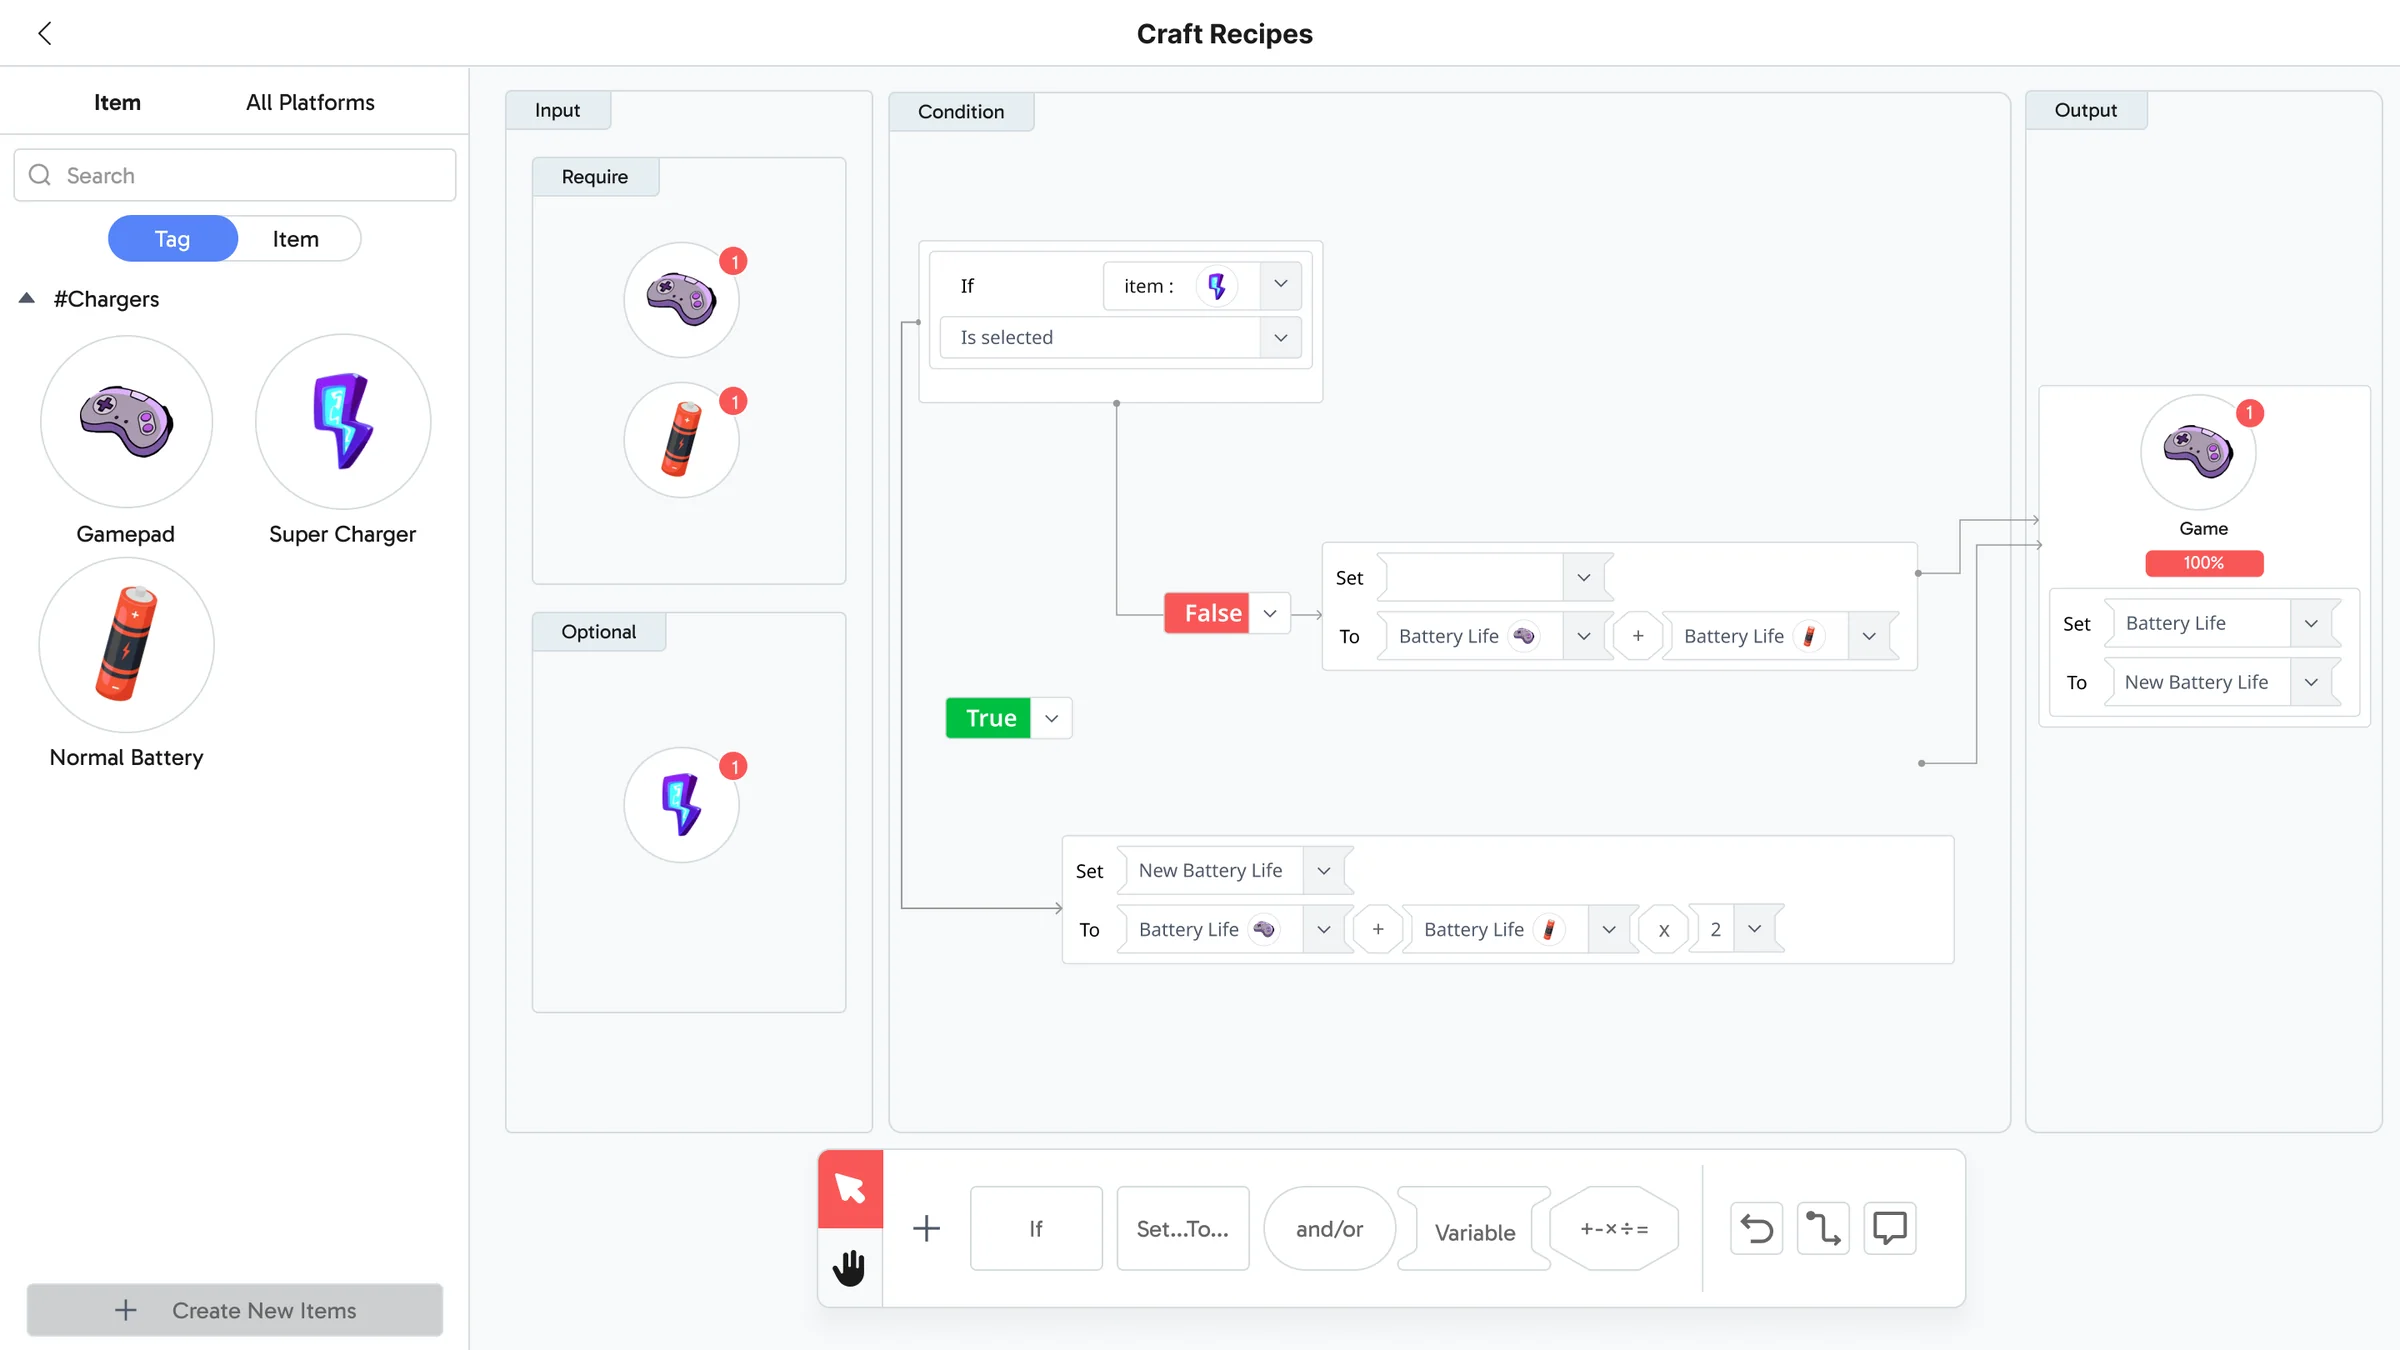 Craft Recipes
Item
All Platforms
Search
Tag
Item
#Chargers
Gamepad
Super Charger
Normal Battery
+ Create New Items
Input
Require
1
1
Optional
1
Condition
If
item :
Is selected
False
Set
To
Battery Life
+
Battery Life
True
Set
New Battery Life
To
Battery Life
+
Battery Life
x
2
Output
1
Game
100%
Set
Battery Life
To
New Battery Life
+
If
Set...To...
and/or
Variable
+-×÷=